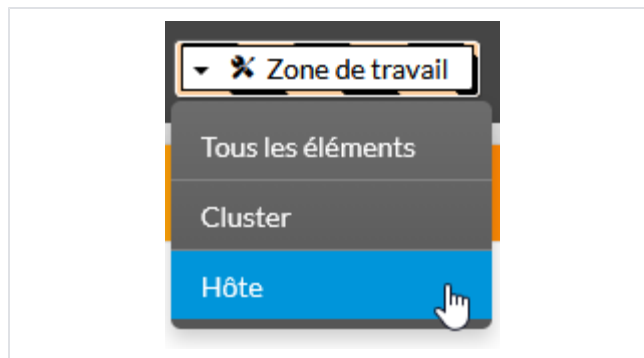 Zone de travail
Tous les éléments
Cluster
Hôte